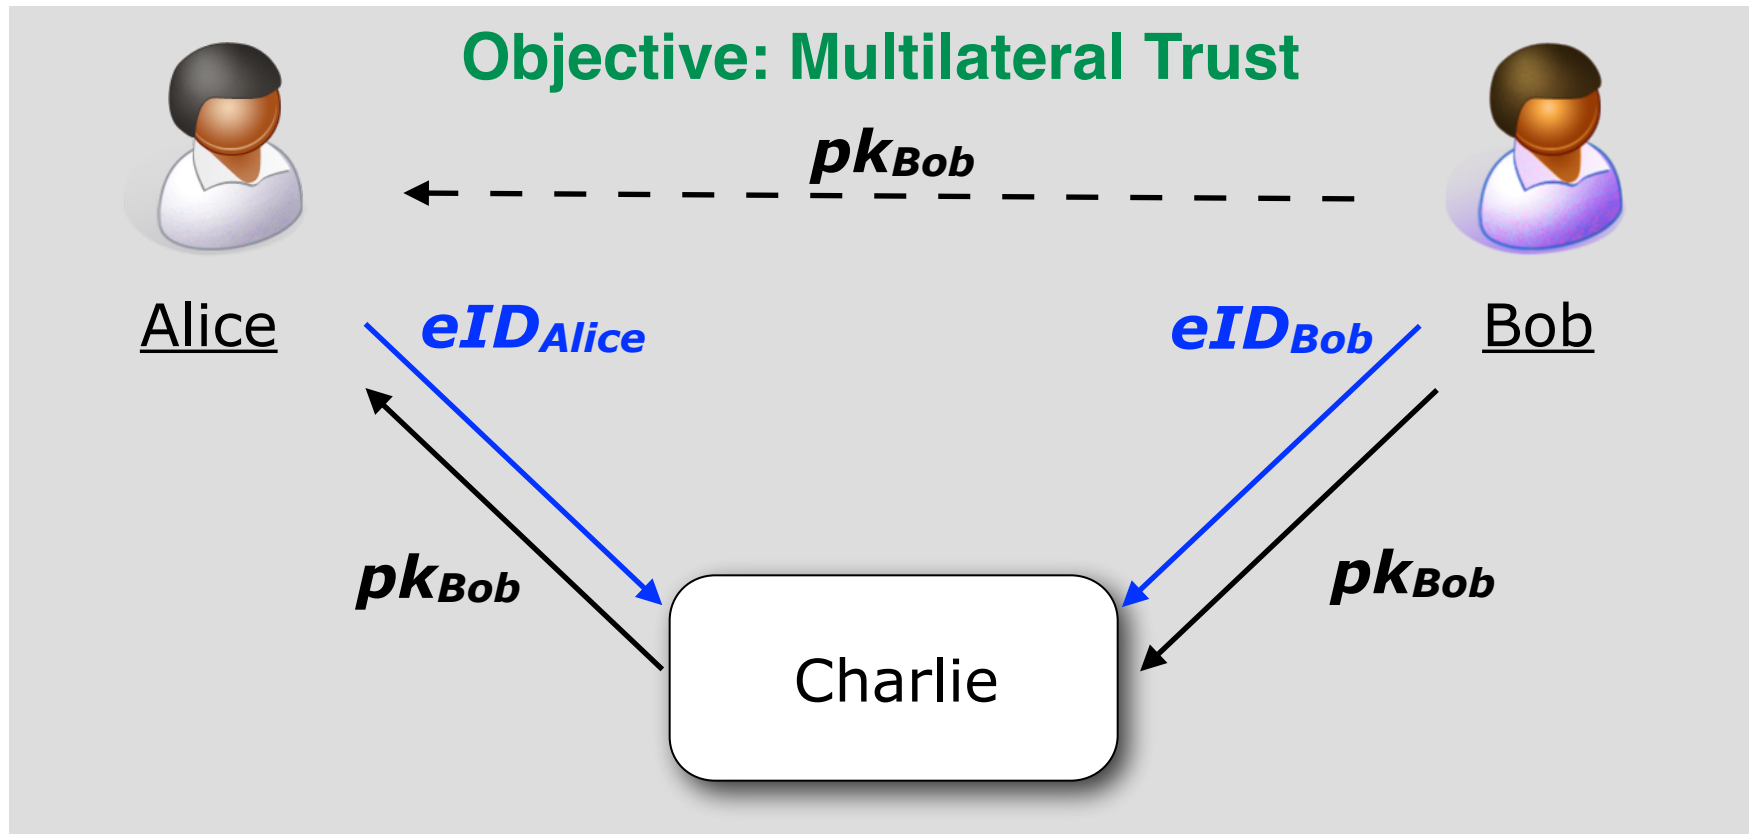 Objective: Multilateral Trust
pkBob
Alice
eIDAlice
eIDBob
Bob
pkBob
pkBob
Charlie